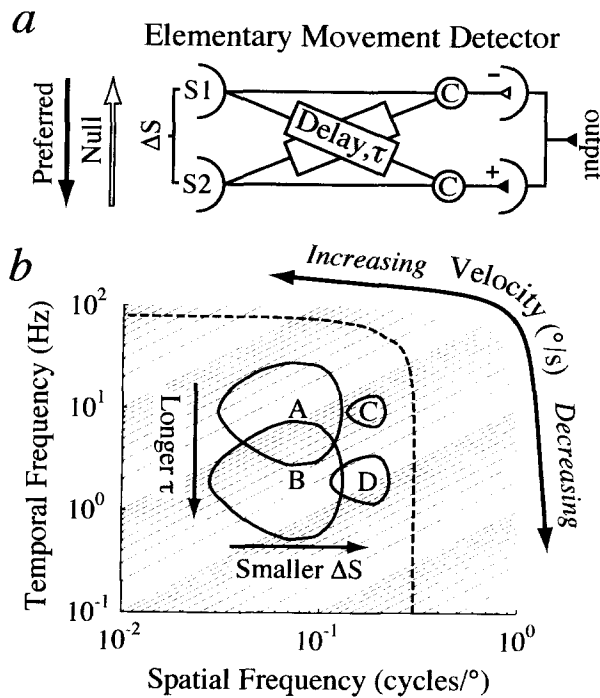 a
Elementary Movement Detector
Preferred
Null
ΔS
S1
S2
Delay,τ
C
C
−
+
output
b
Increasing Velocity (°/s) Decreasing
Temporal Frequency (Hz)
10²
10¹
10⁰
10⁻¹
Longer τ
A
B
C
D
Smaller ΔS
10⁻²
10⁻¹
10⁰
Spatial Frequency (cycles/°)